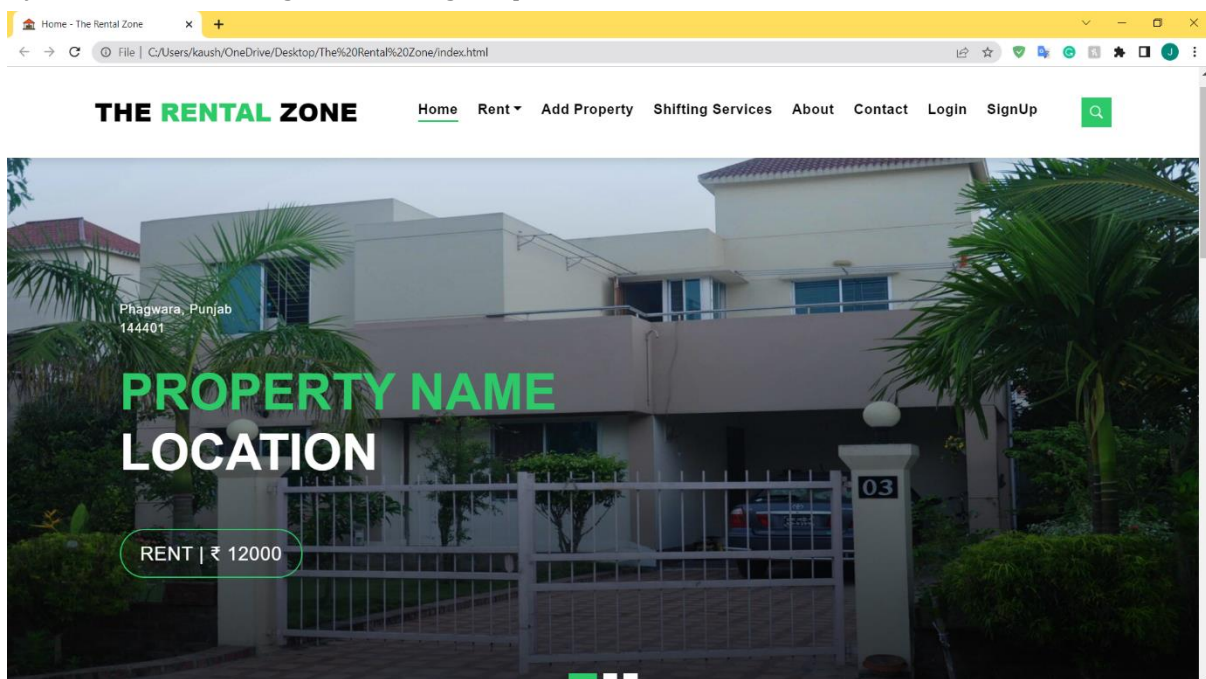 Home - The Rental Zone
File | C:/Users/kaush/OneDrive/Desktop/The%20Rental%20Zone/index.html
J
THE RENTAL ZONE
Home Rent Add Property Shifting Services About Contact Login SignUp
Phagwara, Punjab
144401
PROPERTY NAME
LOCATION
03
RENT | ₹ 12000